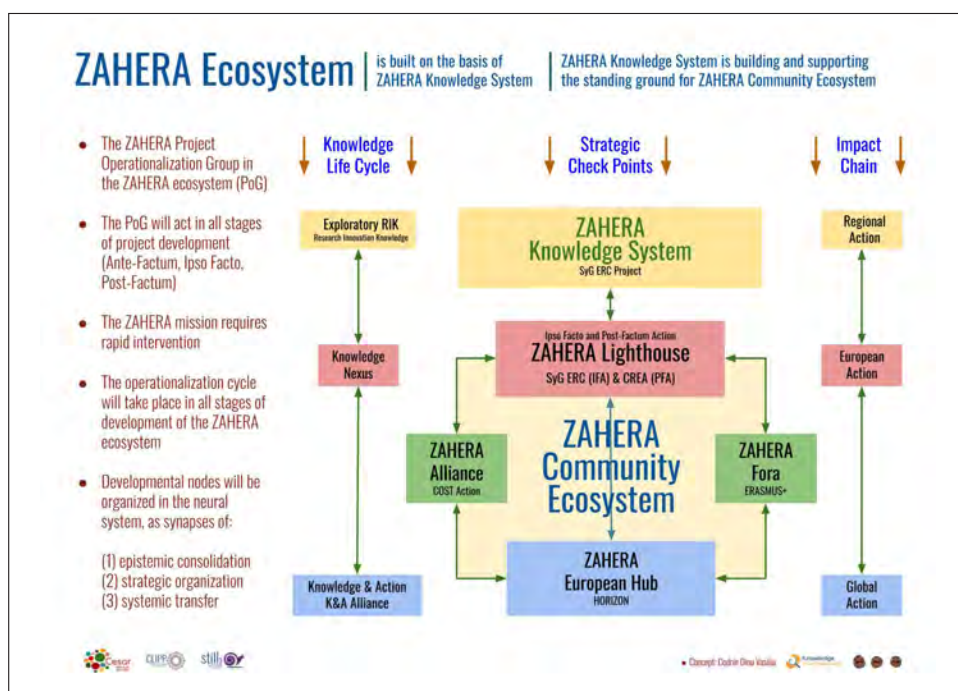 ZAHERA Ecosystem
is built on the basis of
ZAHERA Knowledge System
ZAHERA Knowledge System is building and supporting
the standing ground for ZAHERA Community Ecosystem
• The ZAHERA Project
Operationalization Group in
the ZAHERA ecosystem (PoG)
• The PoG will act in all stages
of project development
(Ante-Factum, Ipso Facto,
Post-Factum)
• The ZAHERA mission requires
rapid intervention
• The operationalization cycle
will take place in all stages of
development of the ZAHERA
ecosystem
• Developmental nodes will be
organized in the neural
system, as synapses of:
(1) epistemic consolidation
(2) strategic organization
(3) systemic transfer
Knowledge
Life Cycle
Exploratory RIK
Research Innovation Knowledge
Knowledge
Nexus
Knowledge & Action
K&A Alliance
Strategic
Check Points
ZAHERA
Knowledge System
SyG ERC Project
Ipso Facto and Post-Factum Action
ZAHERA Lighthouse
SyG ERC (IFA) & CREA (PFA)
ZAHERA
Alliance
COST Action
ZAHERA
Community
Ecosystem
ZAHERA
Fora
ERASMUS+
ZAHERA
European Hub
HORIZON
Impact
Chain
Regional
Action
European
Action
Global
Action
Cesar
CLIPP
still
• Concept: Codrin Dinu Vasiliu
Knowledge